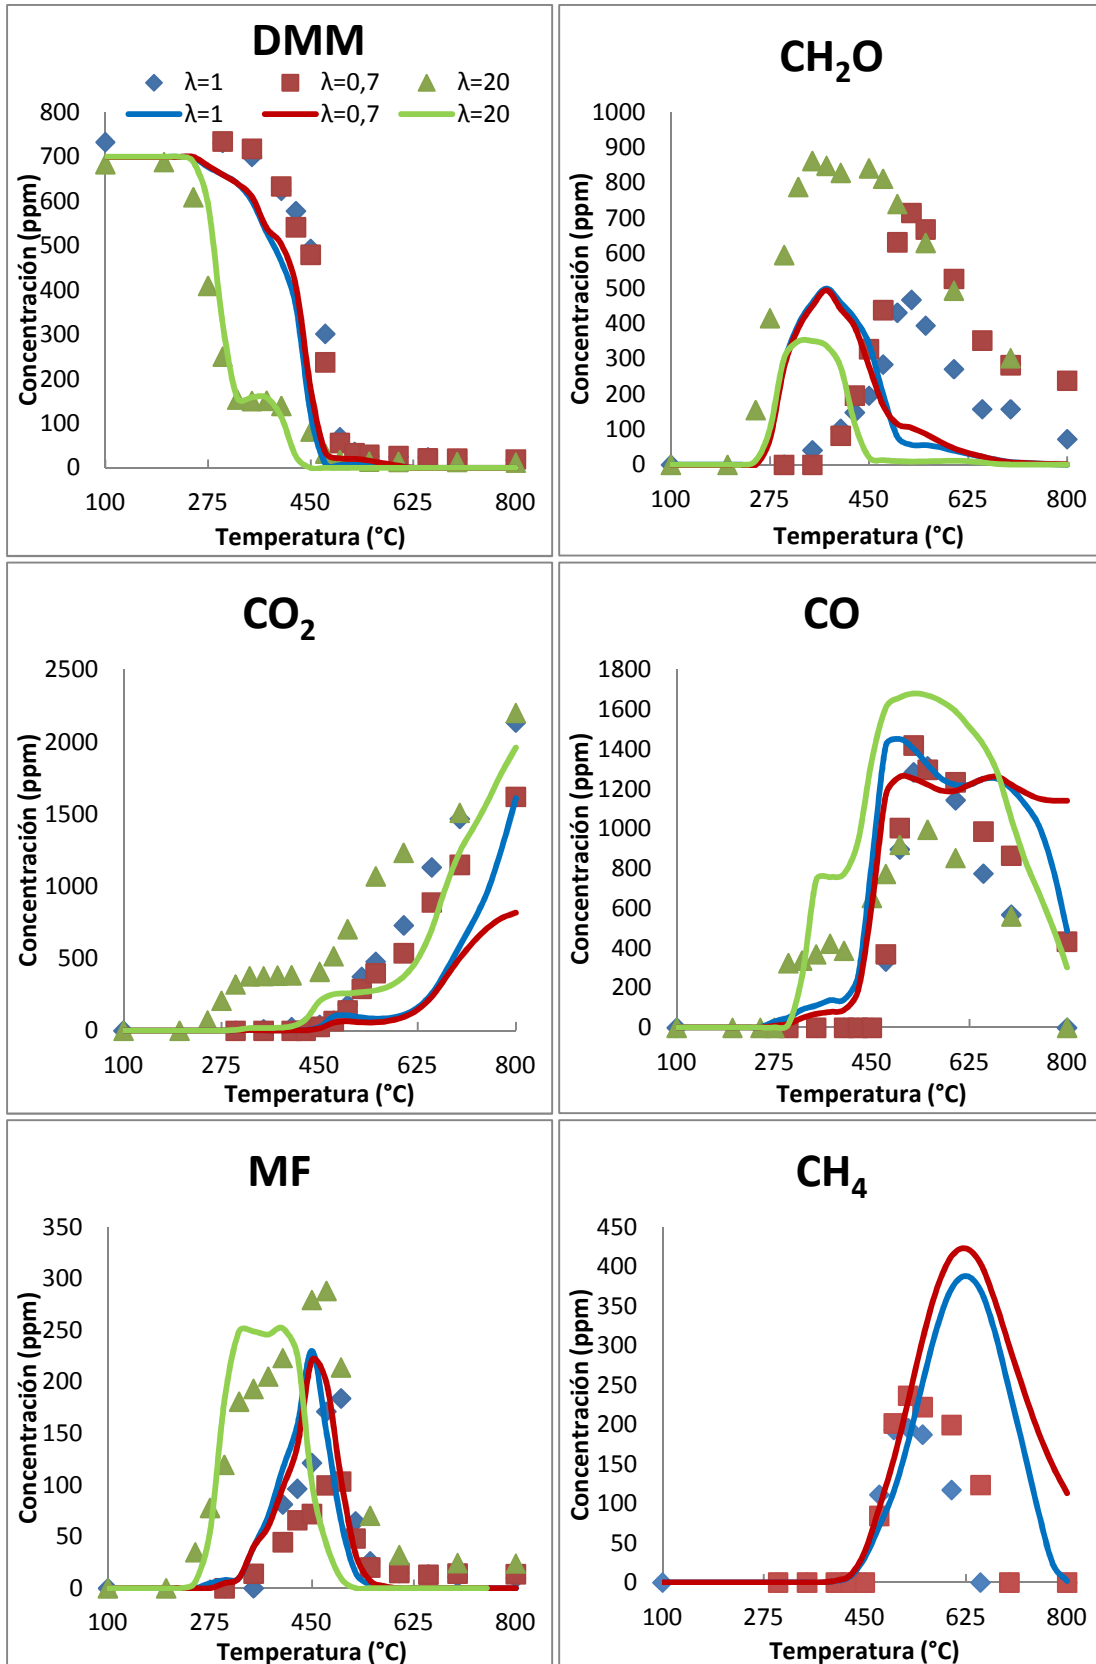 DMM
λ=1 λ=0,7 λ=20
λ=1 λ=0,7 λ=20
Concentración (ppm)
800
700
600
500
400
300
200
100
0
100 275 450 625 800
Temperatura (°C)
CH₂O
Concentración (ppm)
1000
900
800
700
600
500
400
300
200
100
0
100 275 450 625 800
Temperatura (°C)
CO₂
Concentración (ppm)
2500
2000
1500
1000
500
0
100 275 450 625 800
Temperatura (°C)
CO
Concentración (ppm)
1800
1600
1400
1200
1000
800
600
400
200
0
100 275 450 625 800
Temperatura (°C)
MF
Concentración (ppm)
350
300
250
200
150
100
50
0
100 275 450 625 800
Temperatura (°C)
CH₄
Concentración (ppm)
450
400
350
300
250
200
150
100
50
0
100 275 450 625 800
Temperatura (°C)